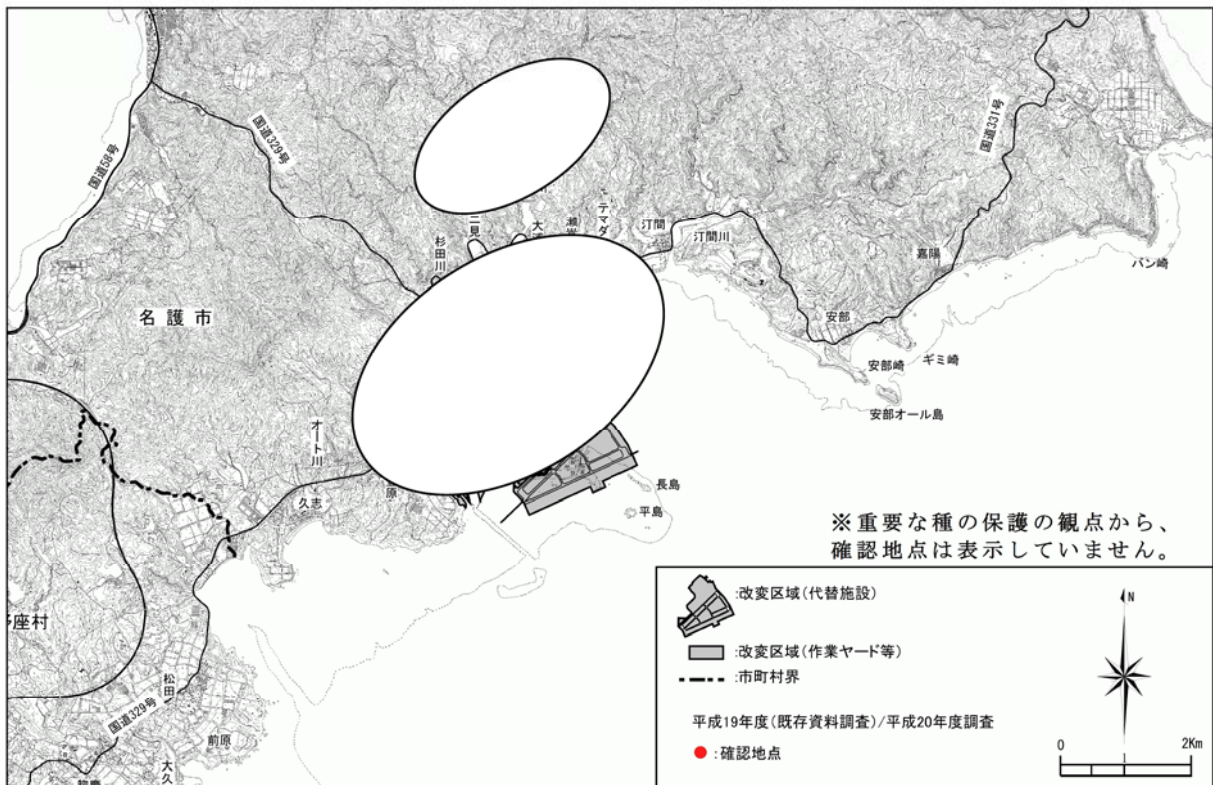 国道58号
国道329号
国道331号
杉田川
二見
テマダ
汀間
汀間川
嘉陽
バン崎
名護市
安部
安部崎
ギミ崎
安部オール島
オート川
久志
原
長島
平島
※重要な種の保護の観点から、
確認地点は表示していません。
座村
松田
国道329号
前原
大久
:改変区域(代替施設)
:改変区域(作業ヤード等)
:市町村界
平成19年度(既存資料調査)/平成20年度調査
:確認地点
N
0 1 2Km